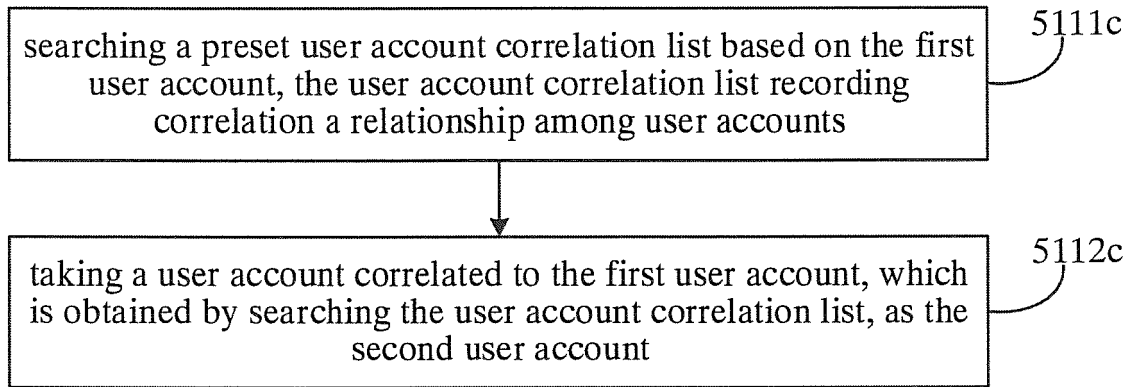 searching a preset user account correlation list based on the first
user account, the user account correlation list recording
correlation a relationship among user accounts
5111c
taking a user account correlated to the first user account, which
is obtained by searching the user account correlation list, as the
second user account
5112c